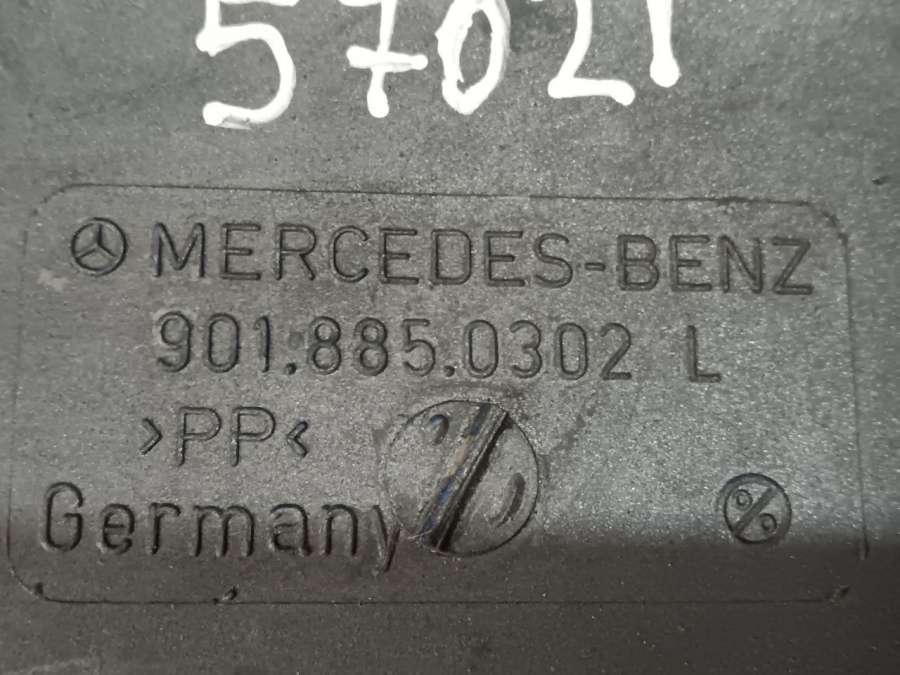 57021
MERCEDES-BENZ
901.885.0302 L
>PP<
Germany